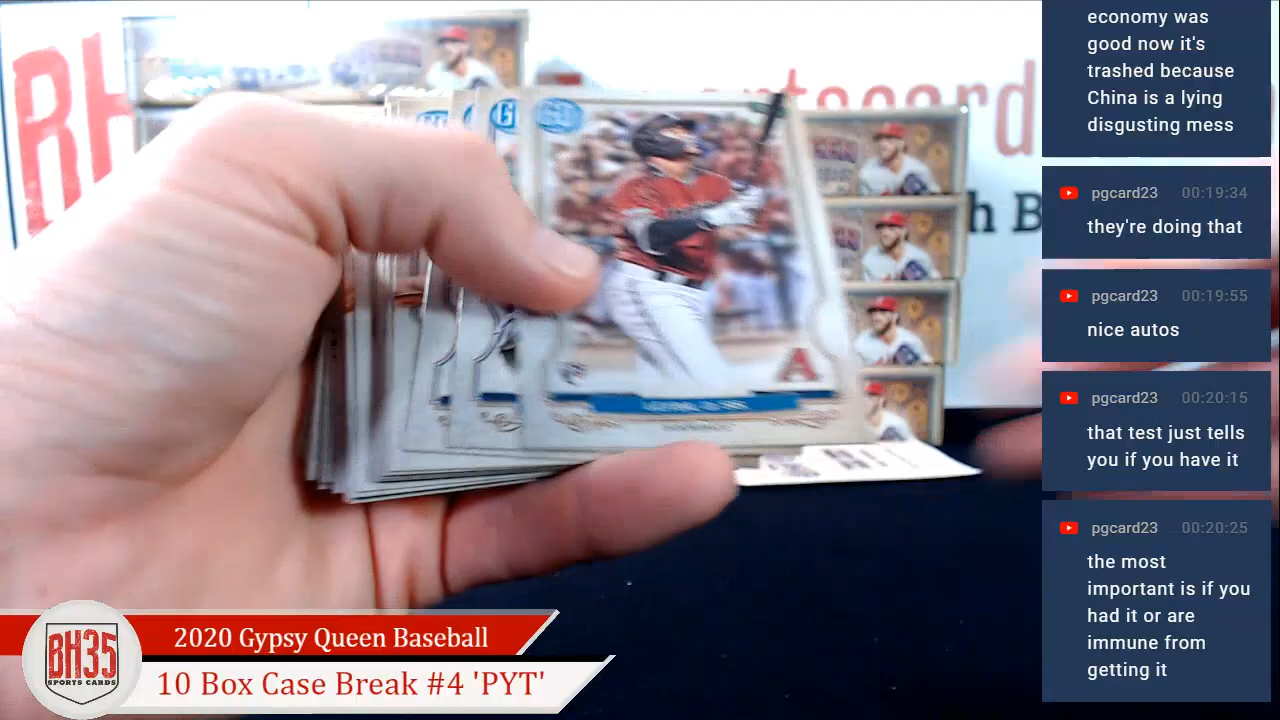 economy was
good now it's
trashed because
China is a lying
disgusting mess
pgcard23 00:19:34
they're doing that
pgcard23 00:19:55
nice autos
pgcard23 00:20:15
that test just tells
you if you have it
pgcard23 00:20:25
the most
important is if you
had it or are
immune from
getting it
BH
h B
GQ
A
BH35
SPORTS CARDS
2020 Gypsy Queen Baseball
10 Box Case Break #4 'PYT'